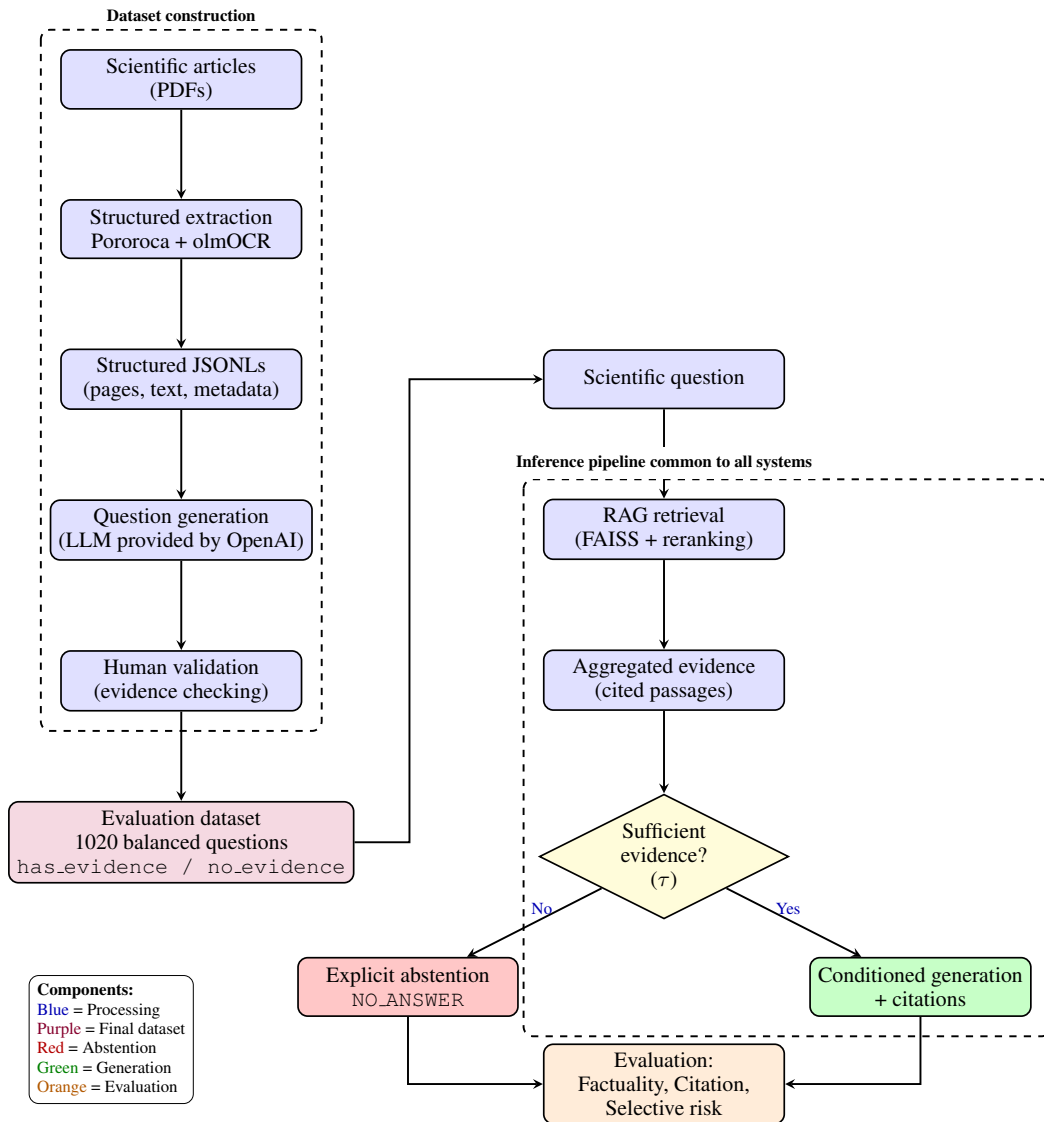 Dataset construction
Scientific articles
(PDFs)
Structured extraction
Pororoca + olmOCR
Structured JSONLs
(pages, text, metadata)
Question generation
(LLM provided by OpenAI)
Human validation
(evidence checking)
Evaluation dataset
1020 balanced questions
has_evidence / no_evidence
Scientific question
Inference pipeline common to all systems
RAG retrieval
(FAISS + reranking)
Aggregated evidence
(cited passages)
Sufficient
evidence?
(τ)
No
Yes
Explicit abstention
NO_ANSWER
Conditioned generation
+ citations
Evaluation:
Factuality, Citation,
Selective risk
Components:
Blue = Processing
Purple = Final dataset
Red = Abstention
Green = Generation
Orange = Evaluation